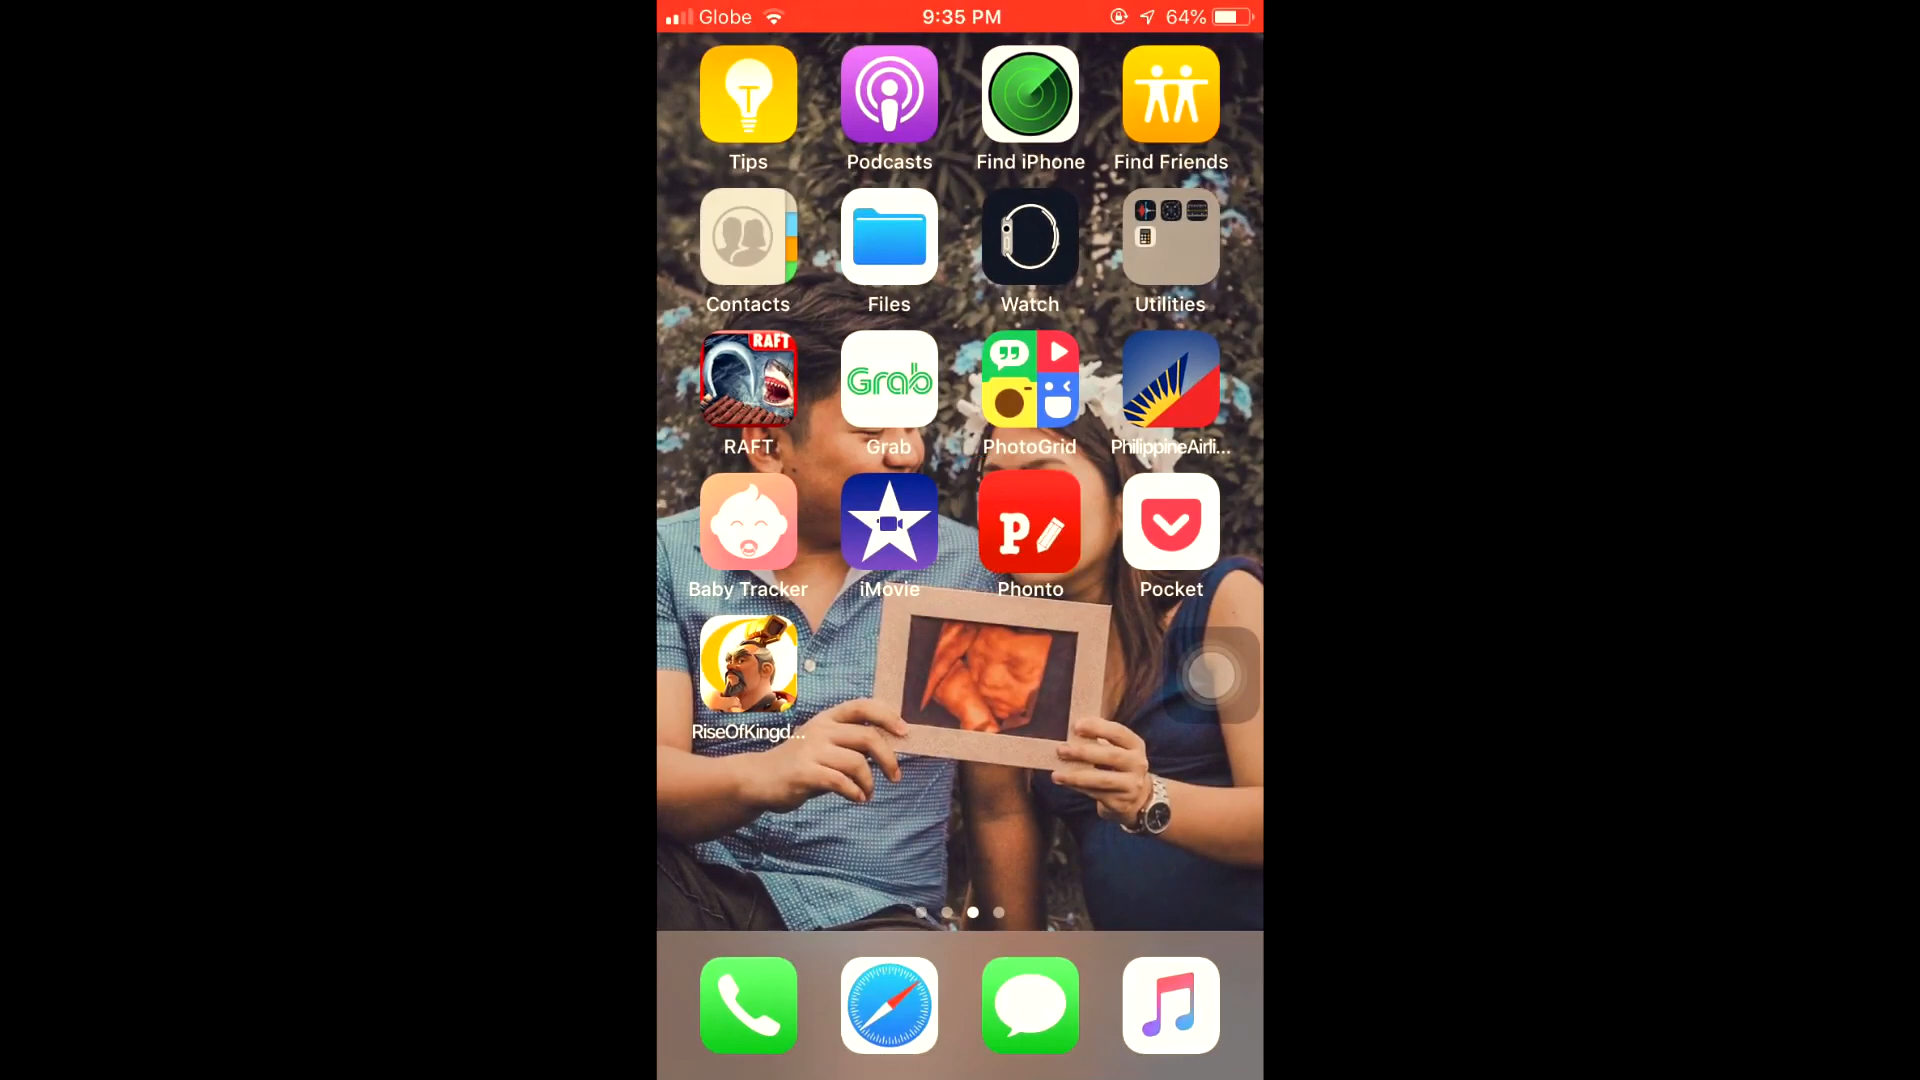 Globe 9:35 PM 64%
Tips Podcasts Find iPhone Find Friends
Contacts Files Watch Utilities
RAFT
Grab
RAFT Grab PhotoGrid PhilippineAirli...
P
Baby Tracker iMovie Phonto Pocket
RiseOfKingd...